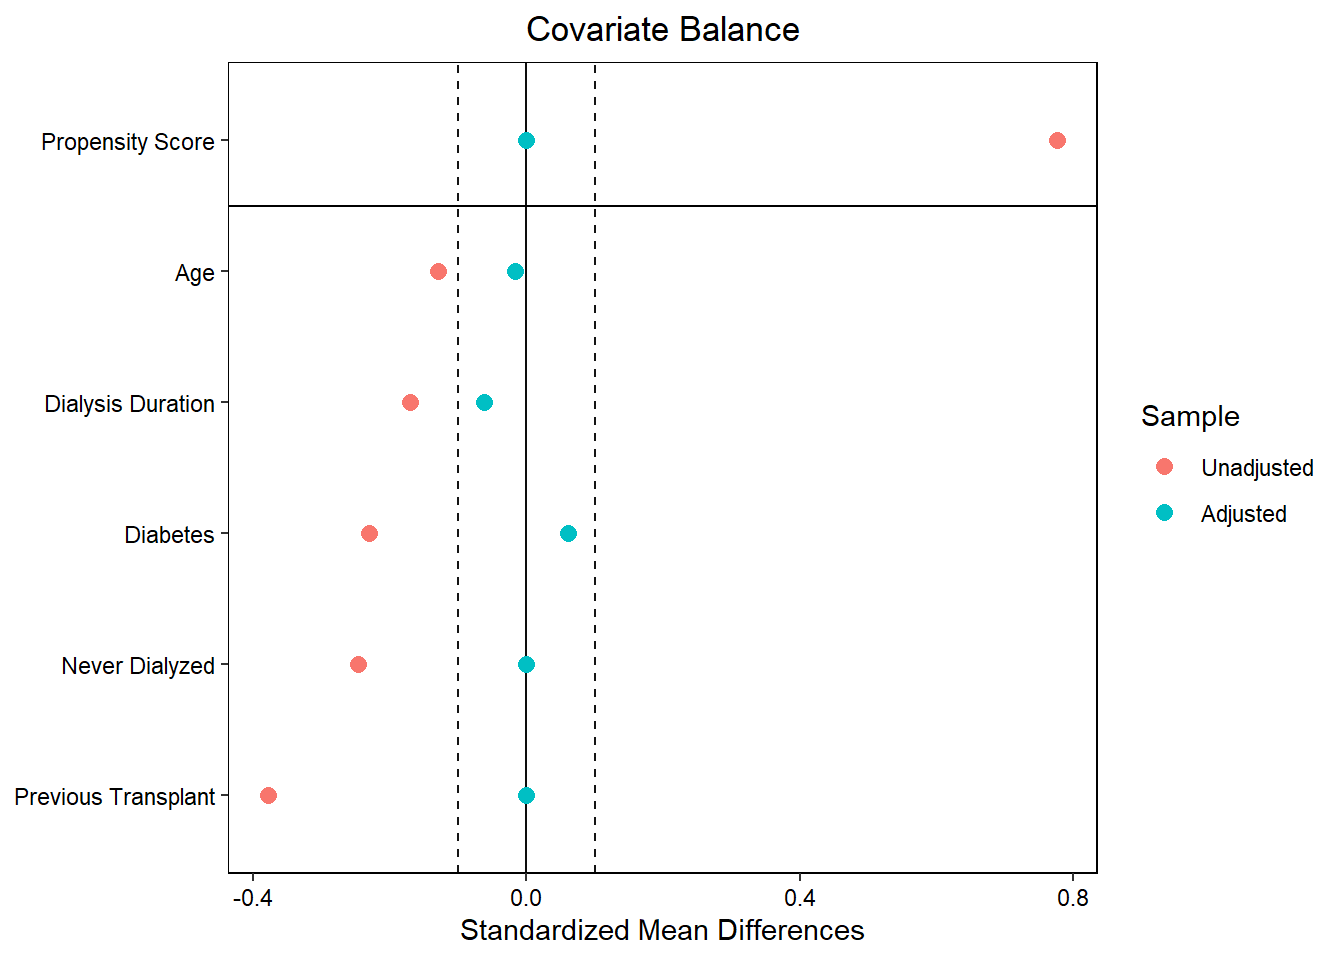 Covariate Balance
Propensity Score
Age
Dialysis Duration
Diabetes
Never Dialyzed
Previous Transplant
-0.4
0.0
0.4
0.8
Standardized Mean Differences
Sample
Unadjusted
Adjusted